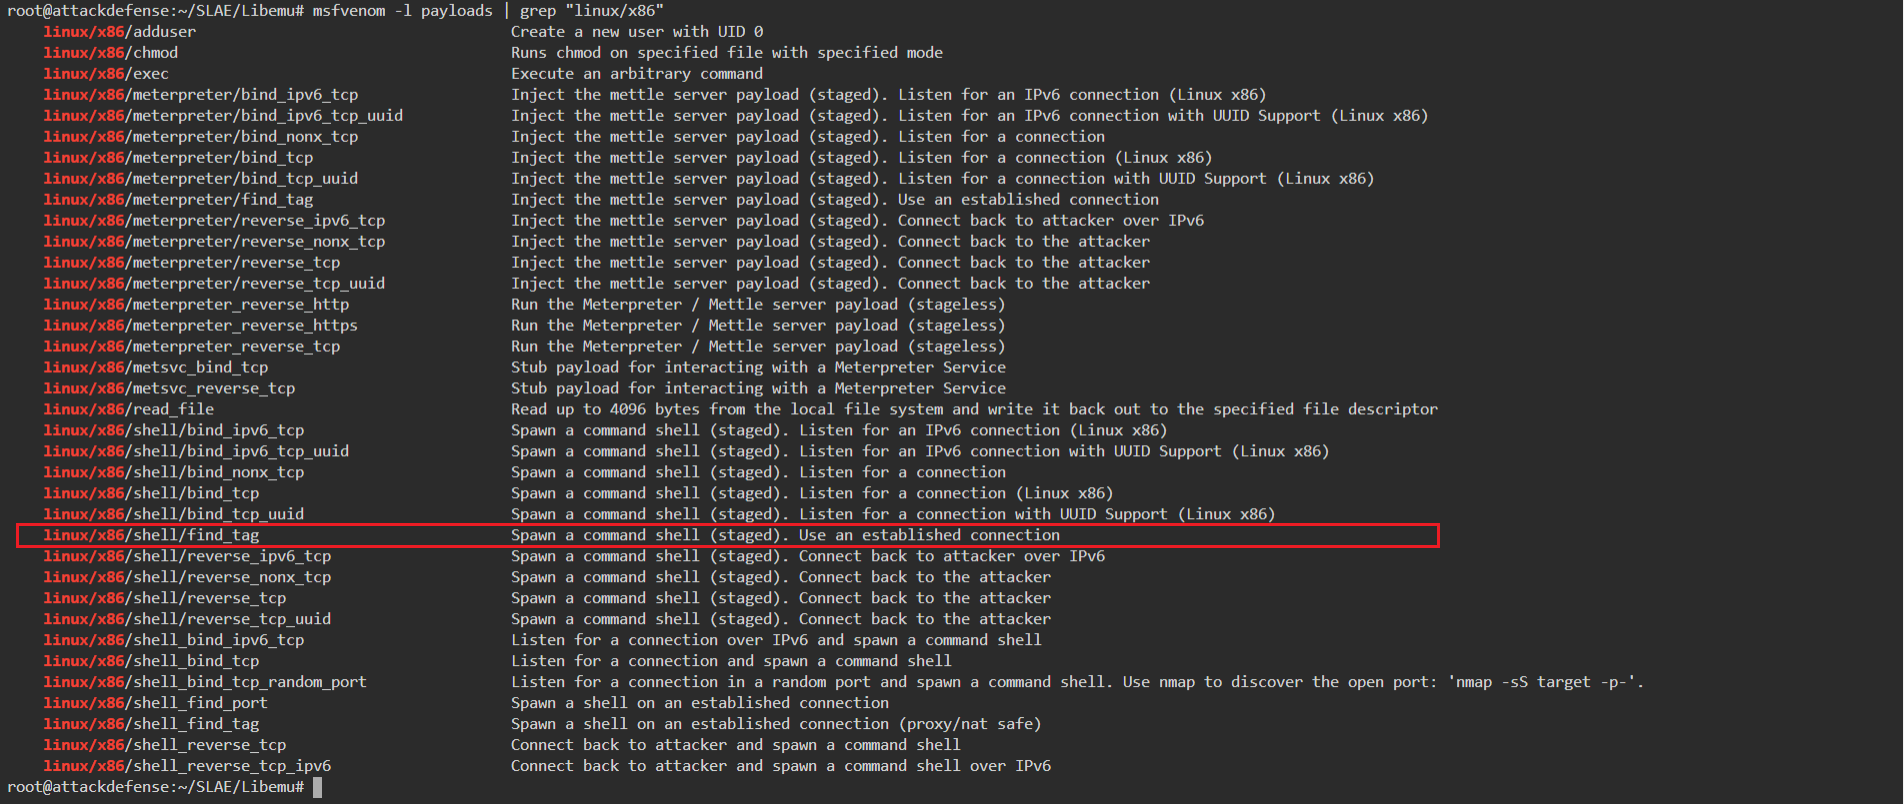 root@attackdefense:~/SLAE/Libemu# msfvenom -l payloads | grep "linux/x86"
linux/x86/adduser Create a new user with UID 0
linux/x86/chmod Runs chmod on specified file with specified mode
linux/x86/exec Execute an arbitrary command
linux/x86/meterpreter/bind_ipv6_tcp Inject the mettle server payload (staged). Listen for an IPv6 connection (Linux x86)
linux/x86/meterpreter/bind_ipv6_tcp_uuid Inject the mettle server payload (staged). Listen for an IPv6 connection with UUID Support (Linux x86)
linux/x86/meterpreter/bind_nonx_tcp Inject the mettle server payload (staged). Listen for a connection
linux/x86/meterpreter/bind_tcp Inject the mettle server payload (staged). Listen for a connection (Linux x86)
linux/x86/meterpreter/bind_tcp_uuid Inject the mettle server payload (staged). Listen for a connection with UUID Support (Linux x86)
linux/x86/meterpreter/find_tag Inject the mettle server payload (staged). Use an established connection
linux/x86/meterpreter/reverse_ipv6_tcp Inject the mettle server payload (staged). Connect back to attacker over IPv6
linux/x86/meterpreter/reverse_nonx_tcp Inject the mettle server payload (staged). Connect back to the attacker
linux/x86/meterpreter/reverse_tcp Inject the mettle server payload (staged). Connect back to the attacker
linux/x86/meterpreter/reverse_tcp_uuid Inject the mettle server payload (staged). Connect back to the attacker
linux/x86/meterpreter_reverse_http Run the Meterpreter / Mettle server payload (stageless)
linux/x86/meterpreter_reverse_https Run the Meterpreter / Mettle server payload (stageless)
linux/x86/meterpreter_reverse_tcp Run the Meterpreter / Mettle server payload (stageless)
linux/x86/metsvc_bind_tcp Stub payload for interacting with a Meterpreter Service
linux/x86/metsvc_reverse_tcp Stub payload for interacting with a Meterpreter Service
linux/x86/read_file Read up to 4096 bytes from the local file system and write it back out to the specified file descriptor
linux/x86/shell/bind_ipv6_tcp Spawn a command shell (staged). Listen for an IPv6 connection (Linux x86)
linux/x86/shell/bind_ipv6_tcp_uuid Spawn a command shell (staged). Listen for an IPv6 connection with UUID Support (Linux x86)
linux/x86/shell/bind_nonx_tcp Spawn a command shell (staged). Listen for a connection
linux/x86/shell/bind_tcp Spawn a command shell (staged). Listen for a connection (Linux x86)
linux/x86/shell/bind_tcp_uuid Spawn a command shell (staged). Listen for a connection with UUID Support (Linux x86)
linux/x86/shell/find_tag Spawn a command shell (staged). Use an established connection
linux/x86/shell/reverse_ipv6_tcp Spawn a command shell (staged). Connect back to attacker over IPv6
linux/x86/shell/reverse_nonx_tcp Spawn a command shell (staged). Connect back to the attacker
linux/x86/shell/reverse_tcp Spawn a command shell (staged). Connect back to the attacker
linux/x86/shell/reverse_tcp_uuid Spawn a command shell (staged). Connect back to the attacker
linux/x86/shell_bind_ipv6_tcp Listen for a connection over IPv6 and spawn a command shell
linux/x86/shell_bind_tcp Listen for a connection and spawn a command shell
linux/x86/shell_bind_tcp_random_port Listen for a connection in a random port and spawn a command shell. Use nmap to discover the open port: 'nmap -sS target -p-'.
linux/x86/shell_find_port Spawn a shell on an established connection
linux/x86/shell_find_tag Spawn a shell on an established connection (proxy/nat safe)
linux/x86/shell_reverse_tcp Connect back to attacker and spawn a command shell
linux/x86/shell_reverse_tcp_ipv6 Connect back to attacker and spawn a command shell over IPv6
root@attackdefense:~/SLAE/Libemu#